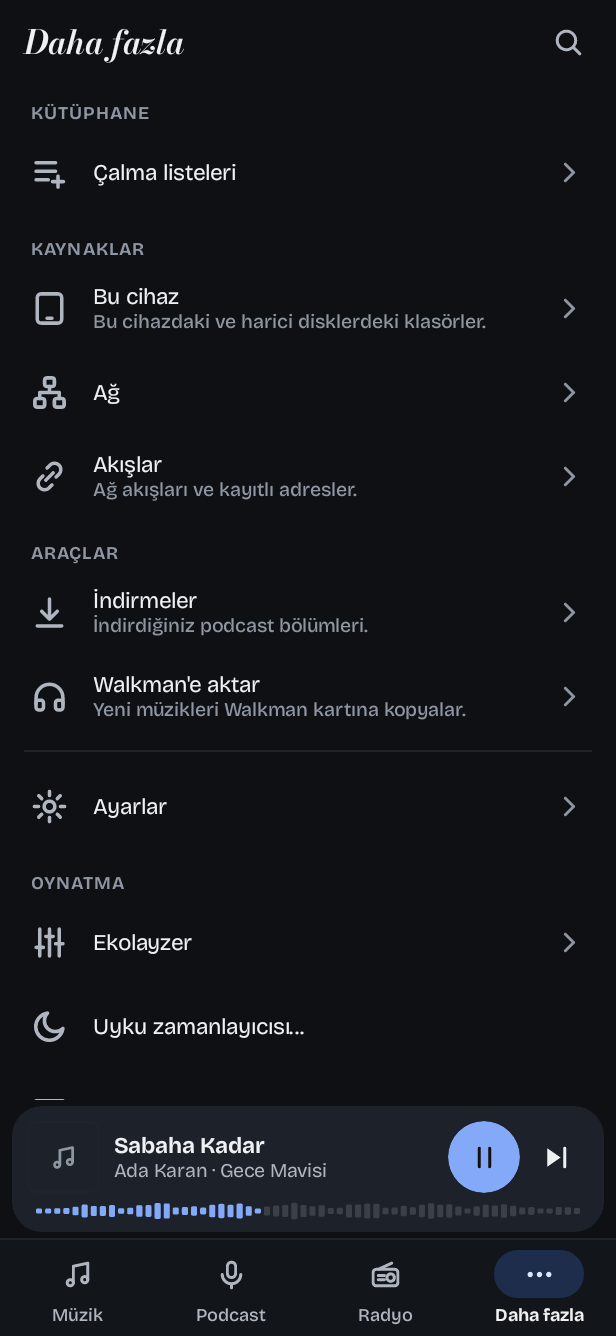 Daha fazla
KÜTÜPHANE
Çalma listeleri
KAYNAKLAR
Bu cihaz
Bu cihazdaki ve harici disklerdeki klasörler.
Ağ
Akışlar
Ağ akışları ve kayıtlı adresler.
ARAÇLAR
İndirmeler
İndirdiğiniz podcast bölümleri.
Walkman'e aktar
Yeni müzikleri Walkman kartına kopyalar.
Ayarlar
OYNATMA
Ekolayzer
Uyku zamanlayıcısı...
Sabaha Kadar
Ada Karan · Gece Mavisi
Müzik
Podcast
Radyo
Daha fazla